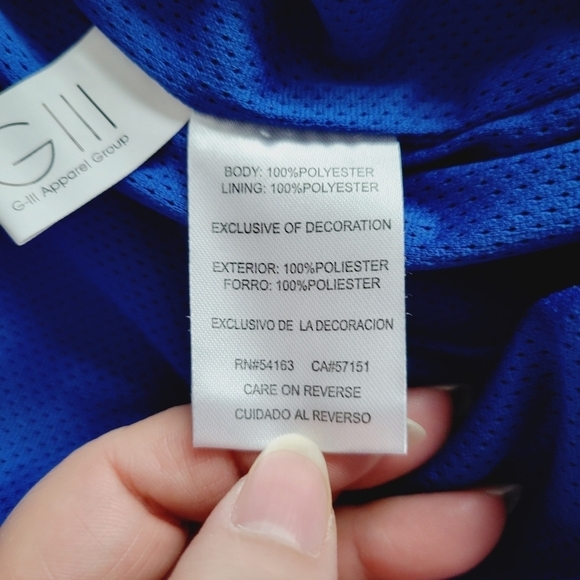 GIII
G-III Apparel Group
BODY: 100%POLYESTER
LINING: 100%POLYESTER
EXCLUSIVE OF DECORATION
EXTERIOR: 100%POLIESTER
FORRO: 100%POLIESTER
EXCLUSIVO DE LA DECORACION
RN#54163 CA#57151
CARE ON REVERSE
CUIDADO AL REVERSO